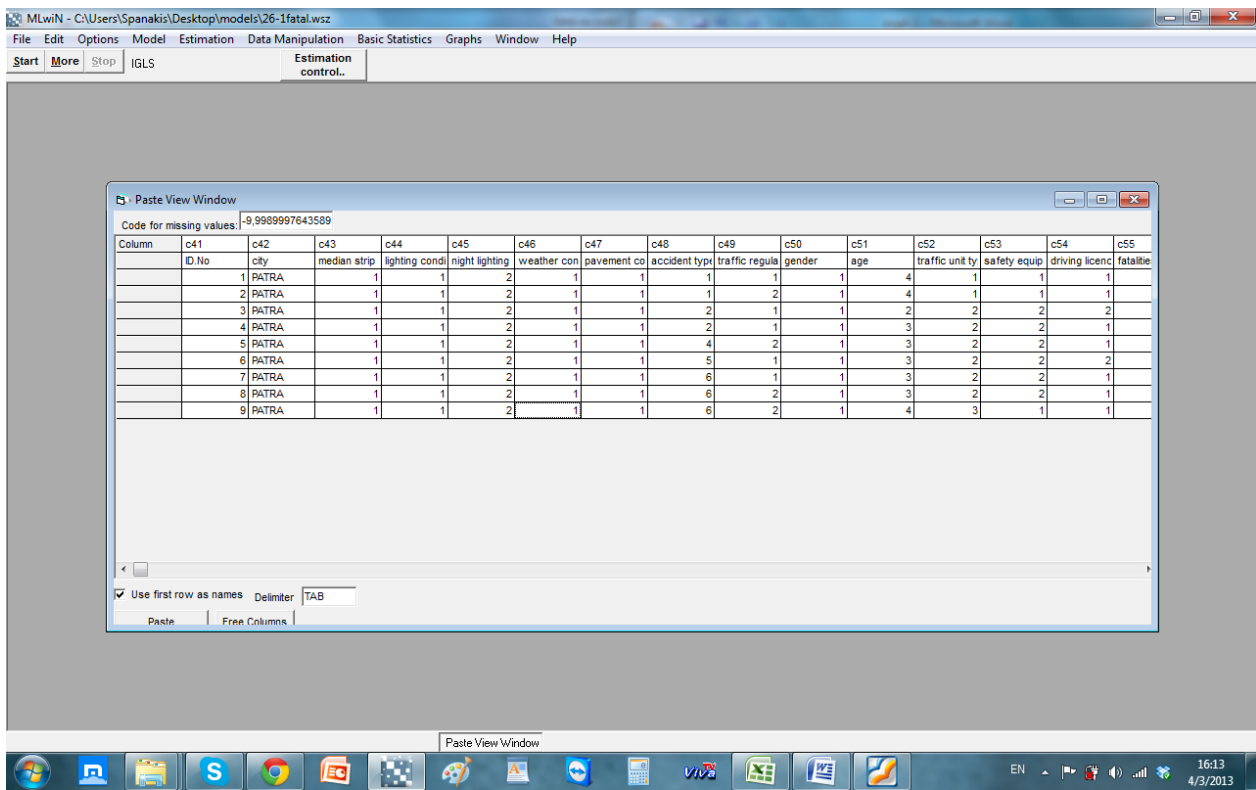 MLwiN - C:\Users\Spanakis\Desktop\models\26-1fatal.wsz
File Edit Options Model Estimation Data Manipulation Basic Statistics Graphs Window Help
Start More Stop IGLS Estimation control..
Paste View Window
Code for missing values: -9,9989997643589
Column c41 c42 c43 c44 c45 c46 c47 c48 c49 c50 c51 c52 c53 c54 c55
ID.No city median strip lighting condi night lighting weather con pavement co accident type traffic regula gender age traffic unit ty safety equip driving licenc fatalitie
1 PATRA 1 1 2 1 1 1 1 1 4 1 1 1
2 PATRA 1 1 2 1 1 1 2 1 4 1 1 1
3 PATRA 1 1 2 1 1 2 1 1 2 2 2 2
4 PATRA 1 1 2 1 1 2 1 1 3 2 2 1
5 PATRA 1 1 2 1 1 4 2 1 3 2 2 1
6 PATRA 1 1 2 1 1 5 1 1 3 2 2 2
7 PATRA 1 1 2 1 1 6 1 1 3 2 2 1
8 PATRA 1 1 2 1 1 6 2 1 3 2 2 1
9 PATRA 1 1 2 1 1 6 2 1 4 3 1 1
Use first row as names Delimiter TAB
Paste Free Columns
Paste View Window
EN 16:13
4/3/2013